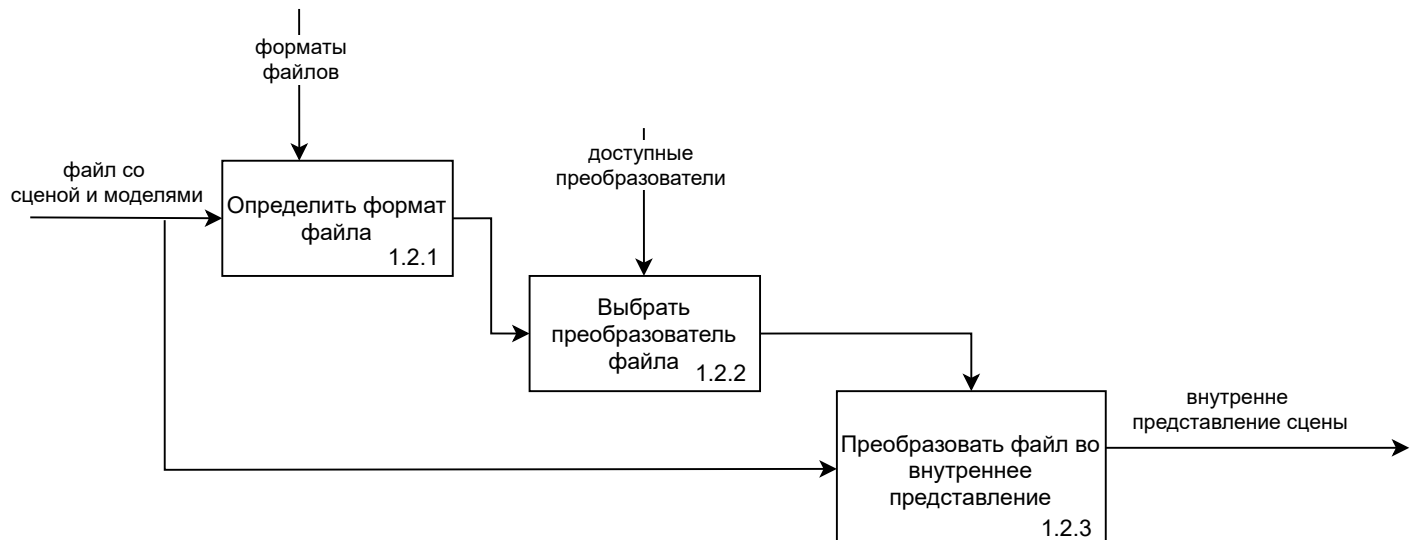 форматы
файлов
доступные
преобразователи
файл со
сценой и моделями
Определить формат
файла
1.2.1
Выбрать
преобразователь
файла
1.2.2
внутренне
представление сцены
Преобразовать файл во
внутреннее
представление
1.2.3